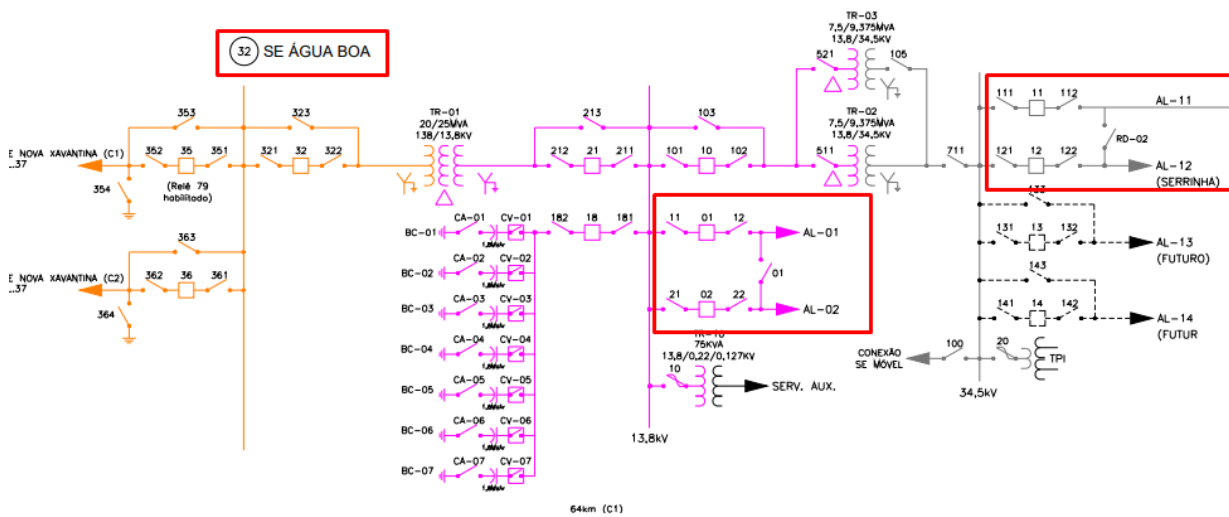 32 SE ÁGUA BOA
TR-03
7,5/9,375MVA
13,8/34,5KV
521
105
353
323
TR-01
20/25MVA
138/13,8KV
213
103
TR-02
7,5/9,375MVA
13,8/34,5KV
111
11
112
AL-11
RD-02
E NOVA XAVANTINA (C1)
..37
352
35
351
321
32
322
212
21
211
101
10
102
511
711
121
12
122
AL-12
(SERRINHA)
354
(Relé 79
habilitado)
CA-01
CV-01
182
18
181
11
01
12
BC-01
AL-01
133
131
13
132
AL-13
(FUTURO)
363
CA-02
CV-02
BC-02
01
E NOVA XAVANTINA (C2)
..37
362
36
361
CA-03
CV-03
BC-03
21
02
22
AL-02
143
141
14
142
AL-14
(FUTUR
364
CA-04
CV-04
BC-04
75KVA
13,8/0,22/0,127KV
10
SERV. AUX.
CONEXÃO
SE MÓVEL
100
20
TPI
CA-05
CV-05
BC-05
34,5kV
CA-06
CV-06
BC-06
13,8kV
CA-07
CV-07
BC-07
64km (C1)